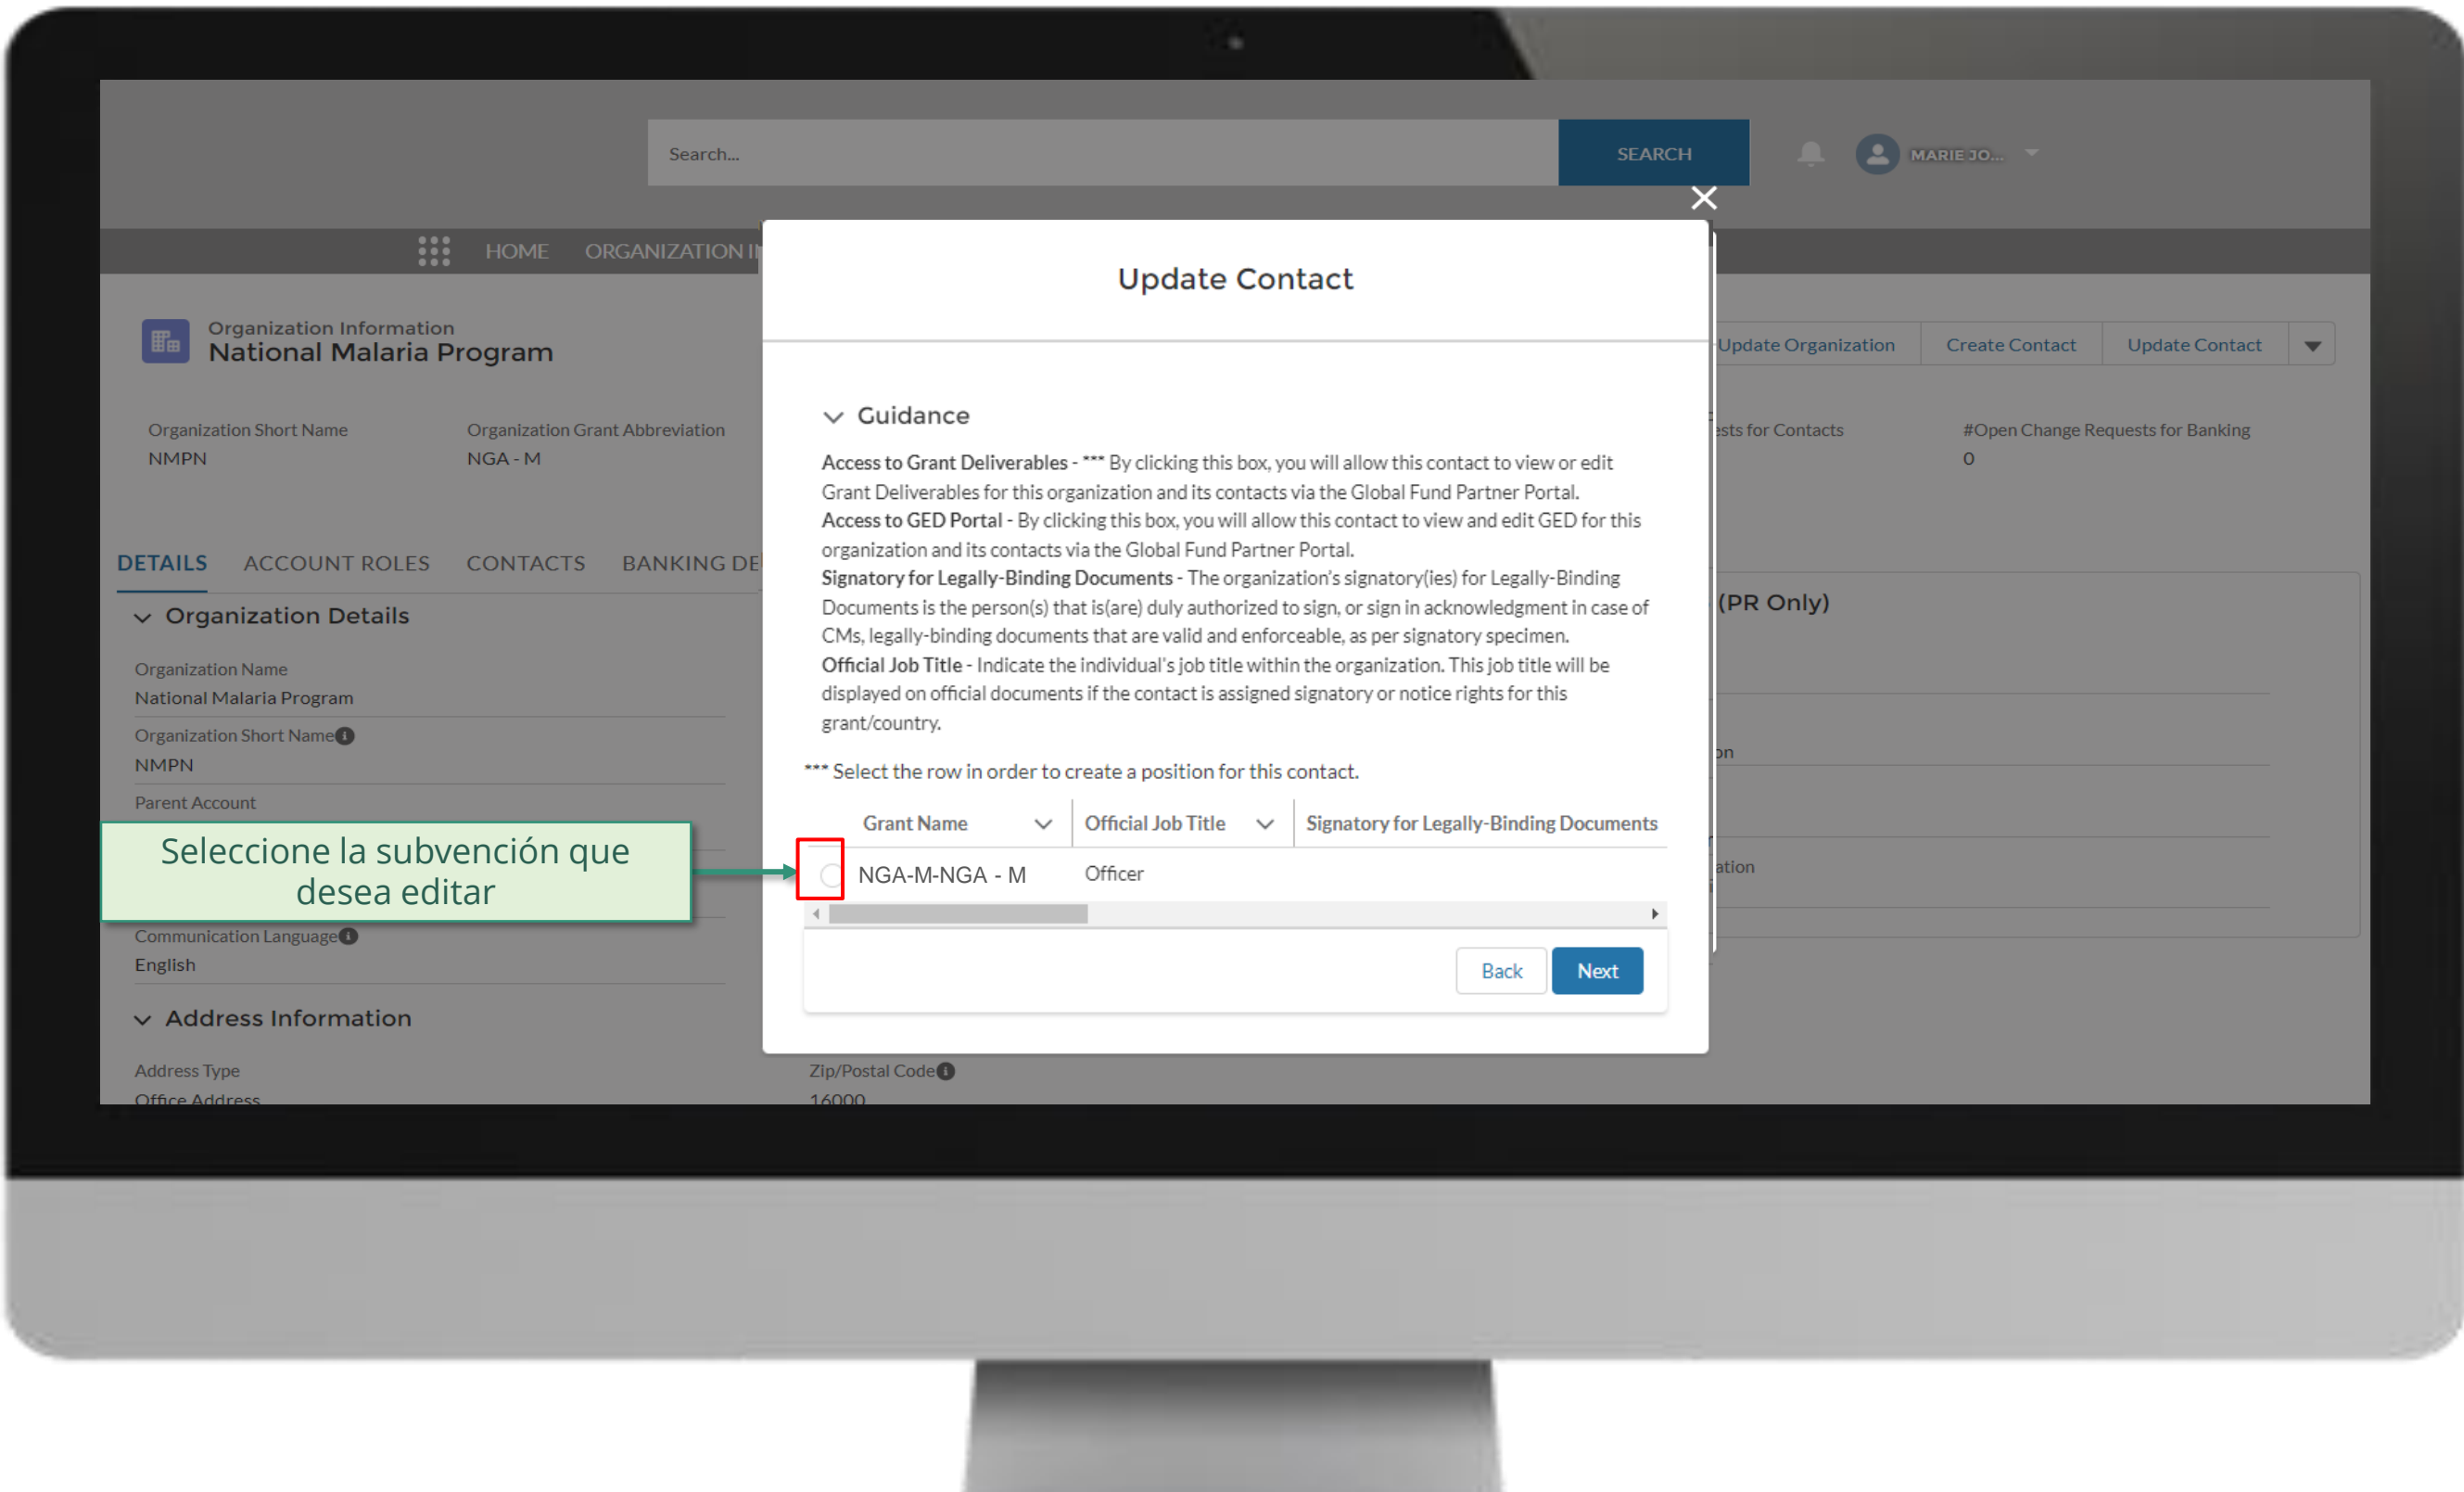 Search...
SEARCH
MARIE JO...
HOME ORGANIZATION I
Organization Information
National Malaria Program
Update Organization Create Contact Update Contact
Organization Short Name
NMPN
Organization Grant Abbreviation
NGA - M
ests for Contacts
#Open Change Requests for Banking
0
DETAILS ACCOUNT ROLES CONTACTS BANKING DE
Organization Details
Organization Name
National Malaria Program
Organization Short Name
NMPN
Parent Account
Communication Language
English
Address Information
Address Type
Office Address
Zip/Postal Code
16000
(PR Only)
on
ation
Update Contact
Guidance
Access to Grant Deliverables - *** By clicking this box, you will allow this contact to view or edit
Grant Deliverables for this organization and its contacts via the Global Fund Partner Portal.
Access to GED Portal - By clicking this box, you will allow this contact to view and edit GED for this
organization and its contacts via the Global Fund Partner Portal.
Signatory for Legally-Binding Documents - The organization's signatory(ies) for Legally-Binding
Documents is the person(s) that is(are) duly authorized to sign, or sign in acknowledgment in case of
CMs, legally-binding documents that are valid and enforceable, as per signatory specimen.
Official Job Title - Indicate the individual's job title within the organization. This job title will be
displayed on official documents if the contact is assigned signatory or notice rights for this
grant/country.
*** Select the row in order to create a position for this contact.
Grant Name Official Job Title Signatory for Legally-Binding Documents
NGA-M-NGA - M Officer
Back Next
Seleccione la subvención que
desea editar